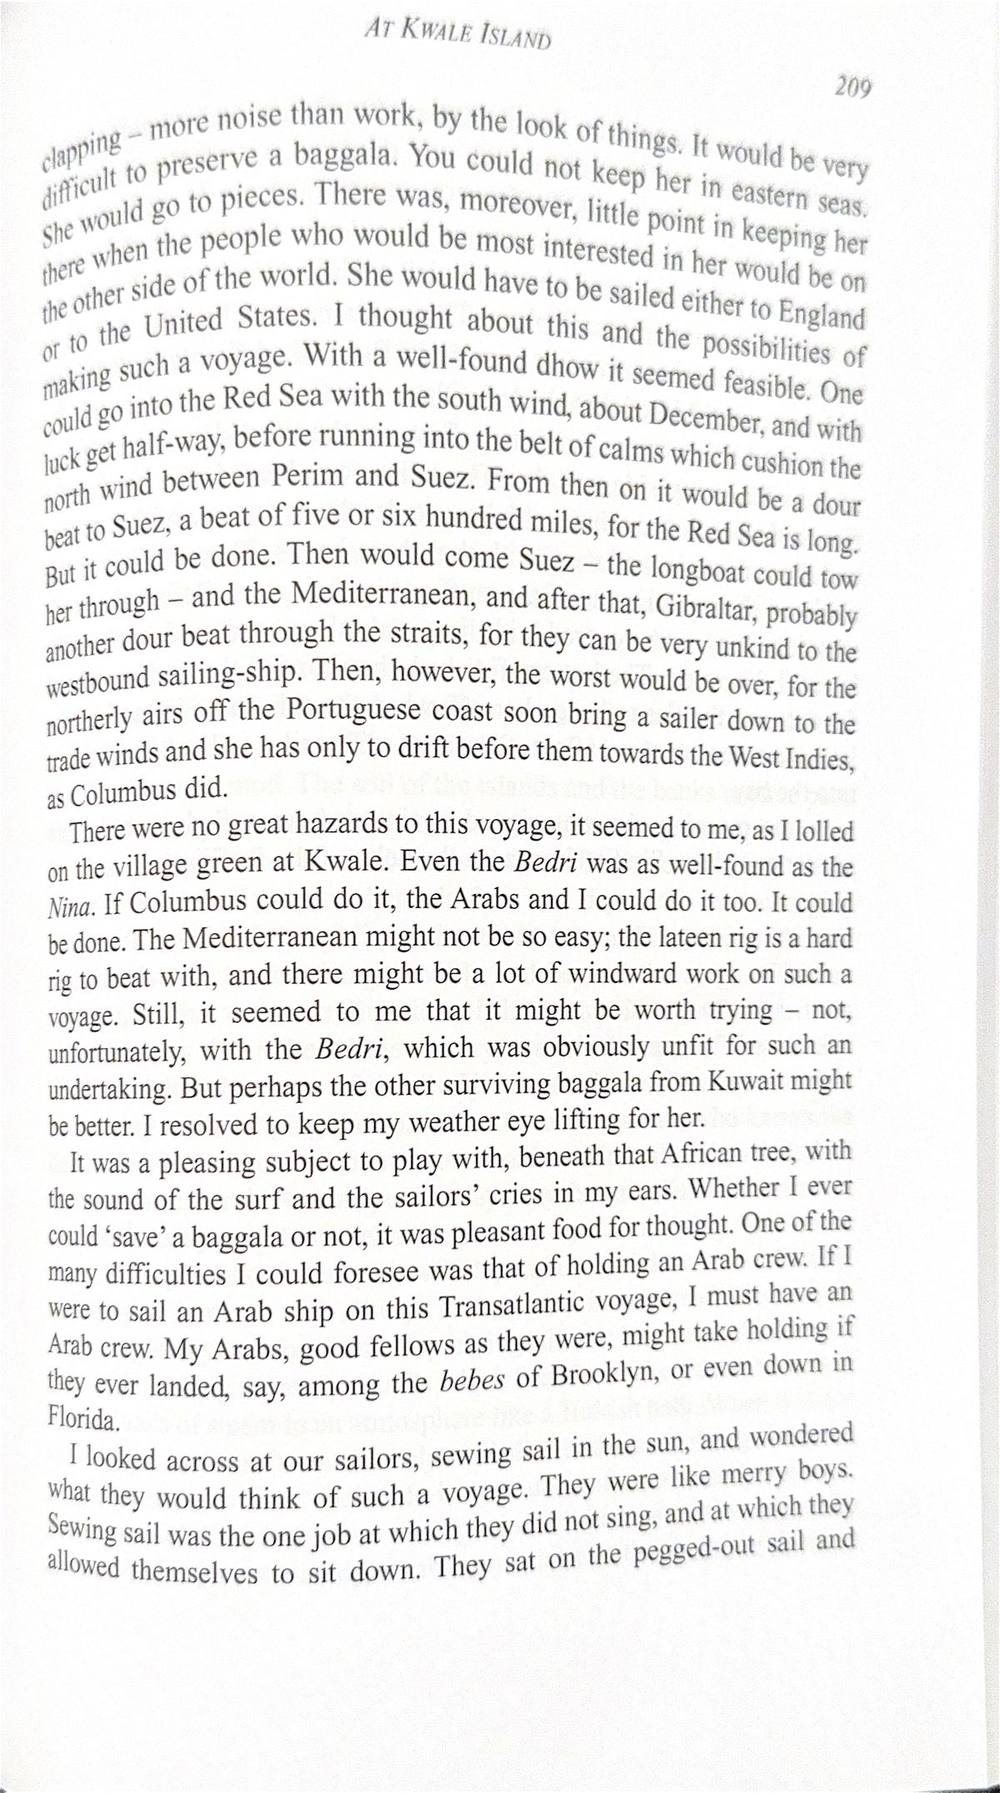 AT KWALE ISLAND
209
clapping – more noise than work, by the look of things. It would be very
difficult to preserve a baggala. You could not keep her in eastern seas.
She would go to pieces. There was, moreover, little point in keeping her
there when the people who would be most interested in her would be on
the other side of the world. She would have to be sailed either to England
or to the United States. I thought about this and the possibilities of
making such a voyage. With a well-found dhow it seemed feasible. One
could go into the Red Sea with the south wind, about December, and with
luck get half-way, before running into the belt of calms which cushion the
north wind between Perim and Suez. From then on it would be a dour
beat to Suez, a beat of five or six hundred miles, for the Red Sea is long.
But it could be done. Then would come Suez – the longboat could tow
her through – and the Mediterranean, and after that, Gibraltar, probably
another dour beat through the straits, for they can be very unkind to the
westbound sailing-ship. Then, however, the worst would be over, for the
northerly airs off the Portuguese coast soon bring a sailer down to the
trade winds and she has only to drift before them towards the West Indies,
as Columbus did.
There were no great hazards to this voyage, it seemed to me, as I lolled
on the village green at Kwale. Even the Bedri was as well-found as the
Nina. If Columbus could do it, the Arabs and I could do it too. It could
be done. The Mediterranean might not be so easy; the lateen rig is a hard
rig to beat with, and there might be a lot of windward work on such a
voyage. Still, it seemed to me that it might be worth trying – not,
unfortunately, with the Bedri, which was obviously unfit for such an
undertaking. But perhaps the other surviving baggala from Kuwait might
be better. I resolved to keep my weather eye lifting for her.
It was a pleasing subject to play with, beneath that African tree, with
the sound of the surf and the sailors’ cries in my ears. Whether I ever
could ‘save’ a baggala or not, it was pleasant food for thought. One of the
many difficulties I could foresee was that of holding an Arab crew. If I
were to sail an Arab ship on this Transatlantic voyage, I must have an
Arab crew. My Arabs, good fellows as they were, might take holding if
they ever landed, say, among the bebes of Brooklyn, or even down in
Florida.
I looked across at our sailors, sewing sail in the sun, and wondered
what they would think of such a voyage. They were like merry boys.
Sewing sail was the one job at which they did not sing, and at which they
allowed themselves to sit down. They sat on the pegged-out sail and